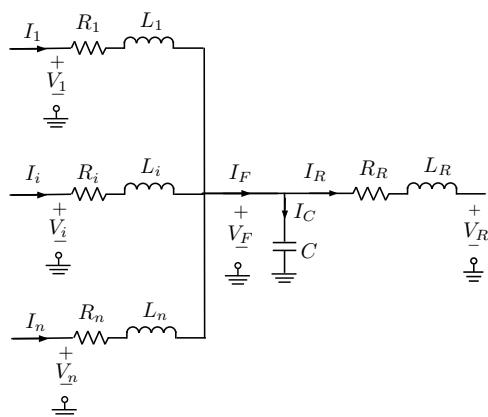 I_1 R_1 L_1
+
V_1
−
I_i R_i L_i I_F I_R R_R L_R
+ + I_C +
V_i V_F V_R
− − C −
I_n R_n L_n
+
V_n
−